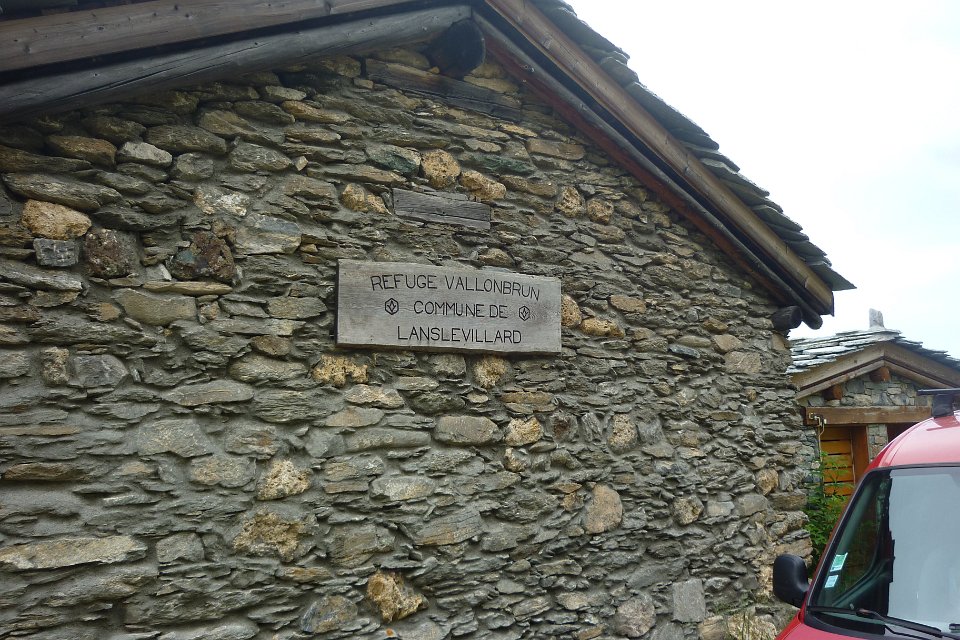 REFUGE VALLONBRUN
COMMUNE DE
LANSLEVILLARD